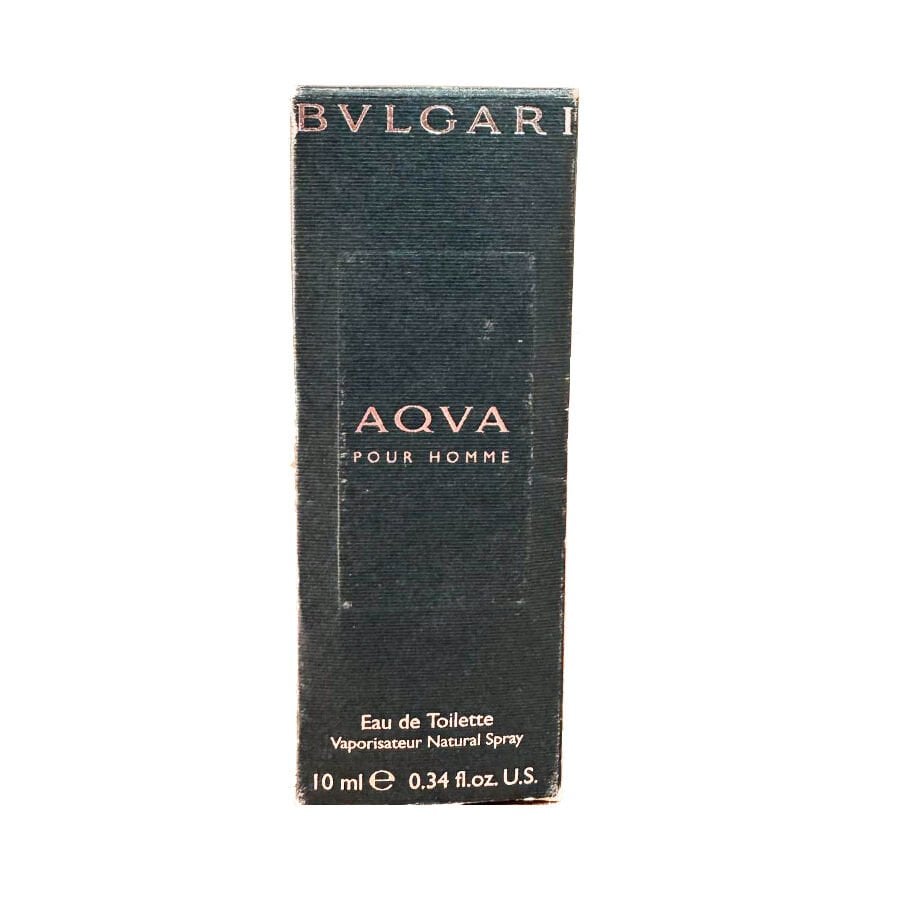 BVLGARI
AQVA
POUR HOMME
Eau de Toilette
Vaporisateur Natural Spray
10 ml ℮ 0.34 fl.oz. U.S.